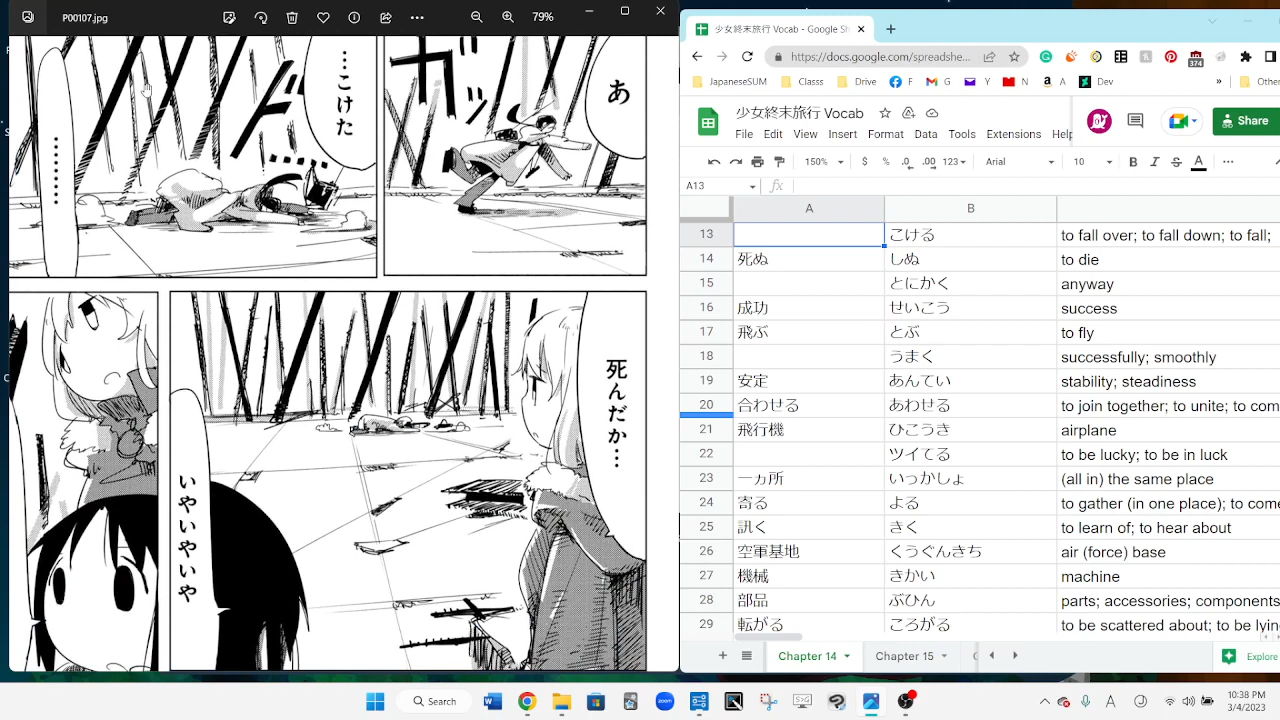 P00107.jpg
79%
あ
ガッ
…こけた
ドッ
………
死んだか…
いやいやいや
少女終末旅行 Vocab - Google Sh
https://docs.google.com/spreadshe...
374
JapaneseSUM
Class
Drive
F
G
Y
N
A
Dev
»
Other
少女終末旅行 Vocab
File Edit View Insert Format Data Tools Extensions Help
Share
150% $ % .0 .00 123 Arial 10 B I S A
A13
fx
A B
13 こける to fall over; to fall down; to fall;
14 死ぬ しぬ to die
15 とにかく anyway
16 成功 せいこう success
17 飛ぶ とぶ to fly
18 うまく successfully; smoothly
19 安定 あんてい stability; steadiness
20 合わせる あわせる to join together; to unite; to com
21 飛行機 ひこうき airplane
22 ツイてる to be lucky; to be in luck
23 一ヵ所 いっかしょ (all in) the same place
24 寄る よる to gather (in one place); to come
25 訊く きく to learn of; to hear about
26 空軍基地 くうぐんきち air (force) base
27 機械 きかい machine
28 部品 ぶひん parts; accessories; components
29 転がる ころがる to be scattered about; to be lying
Chapter 14
Chapter 15
Explore
Search
zoom
A
10:38 PM
3/4/2023